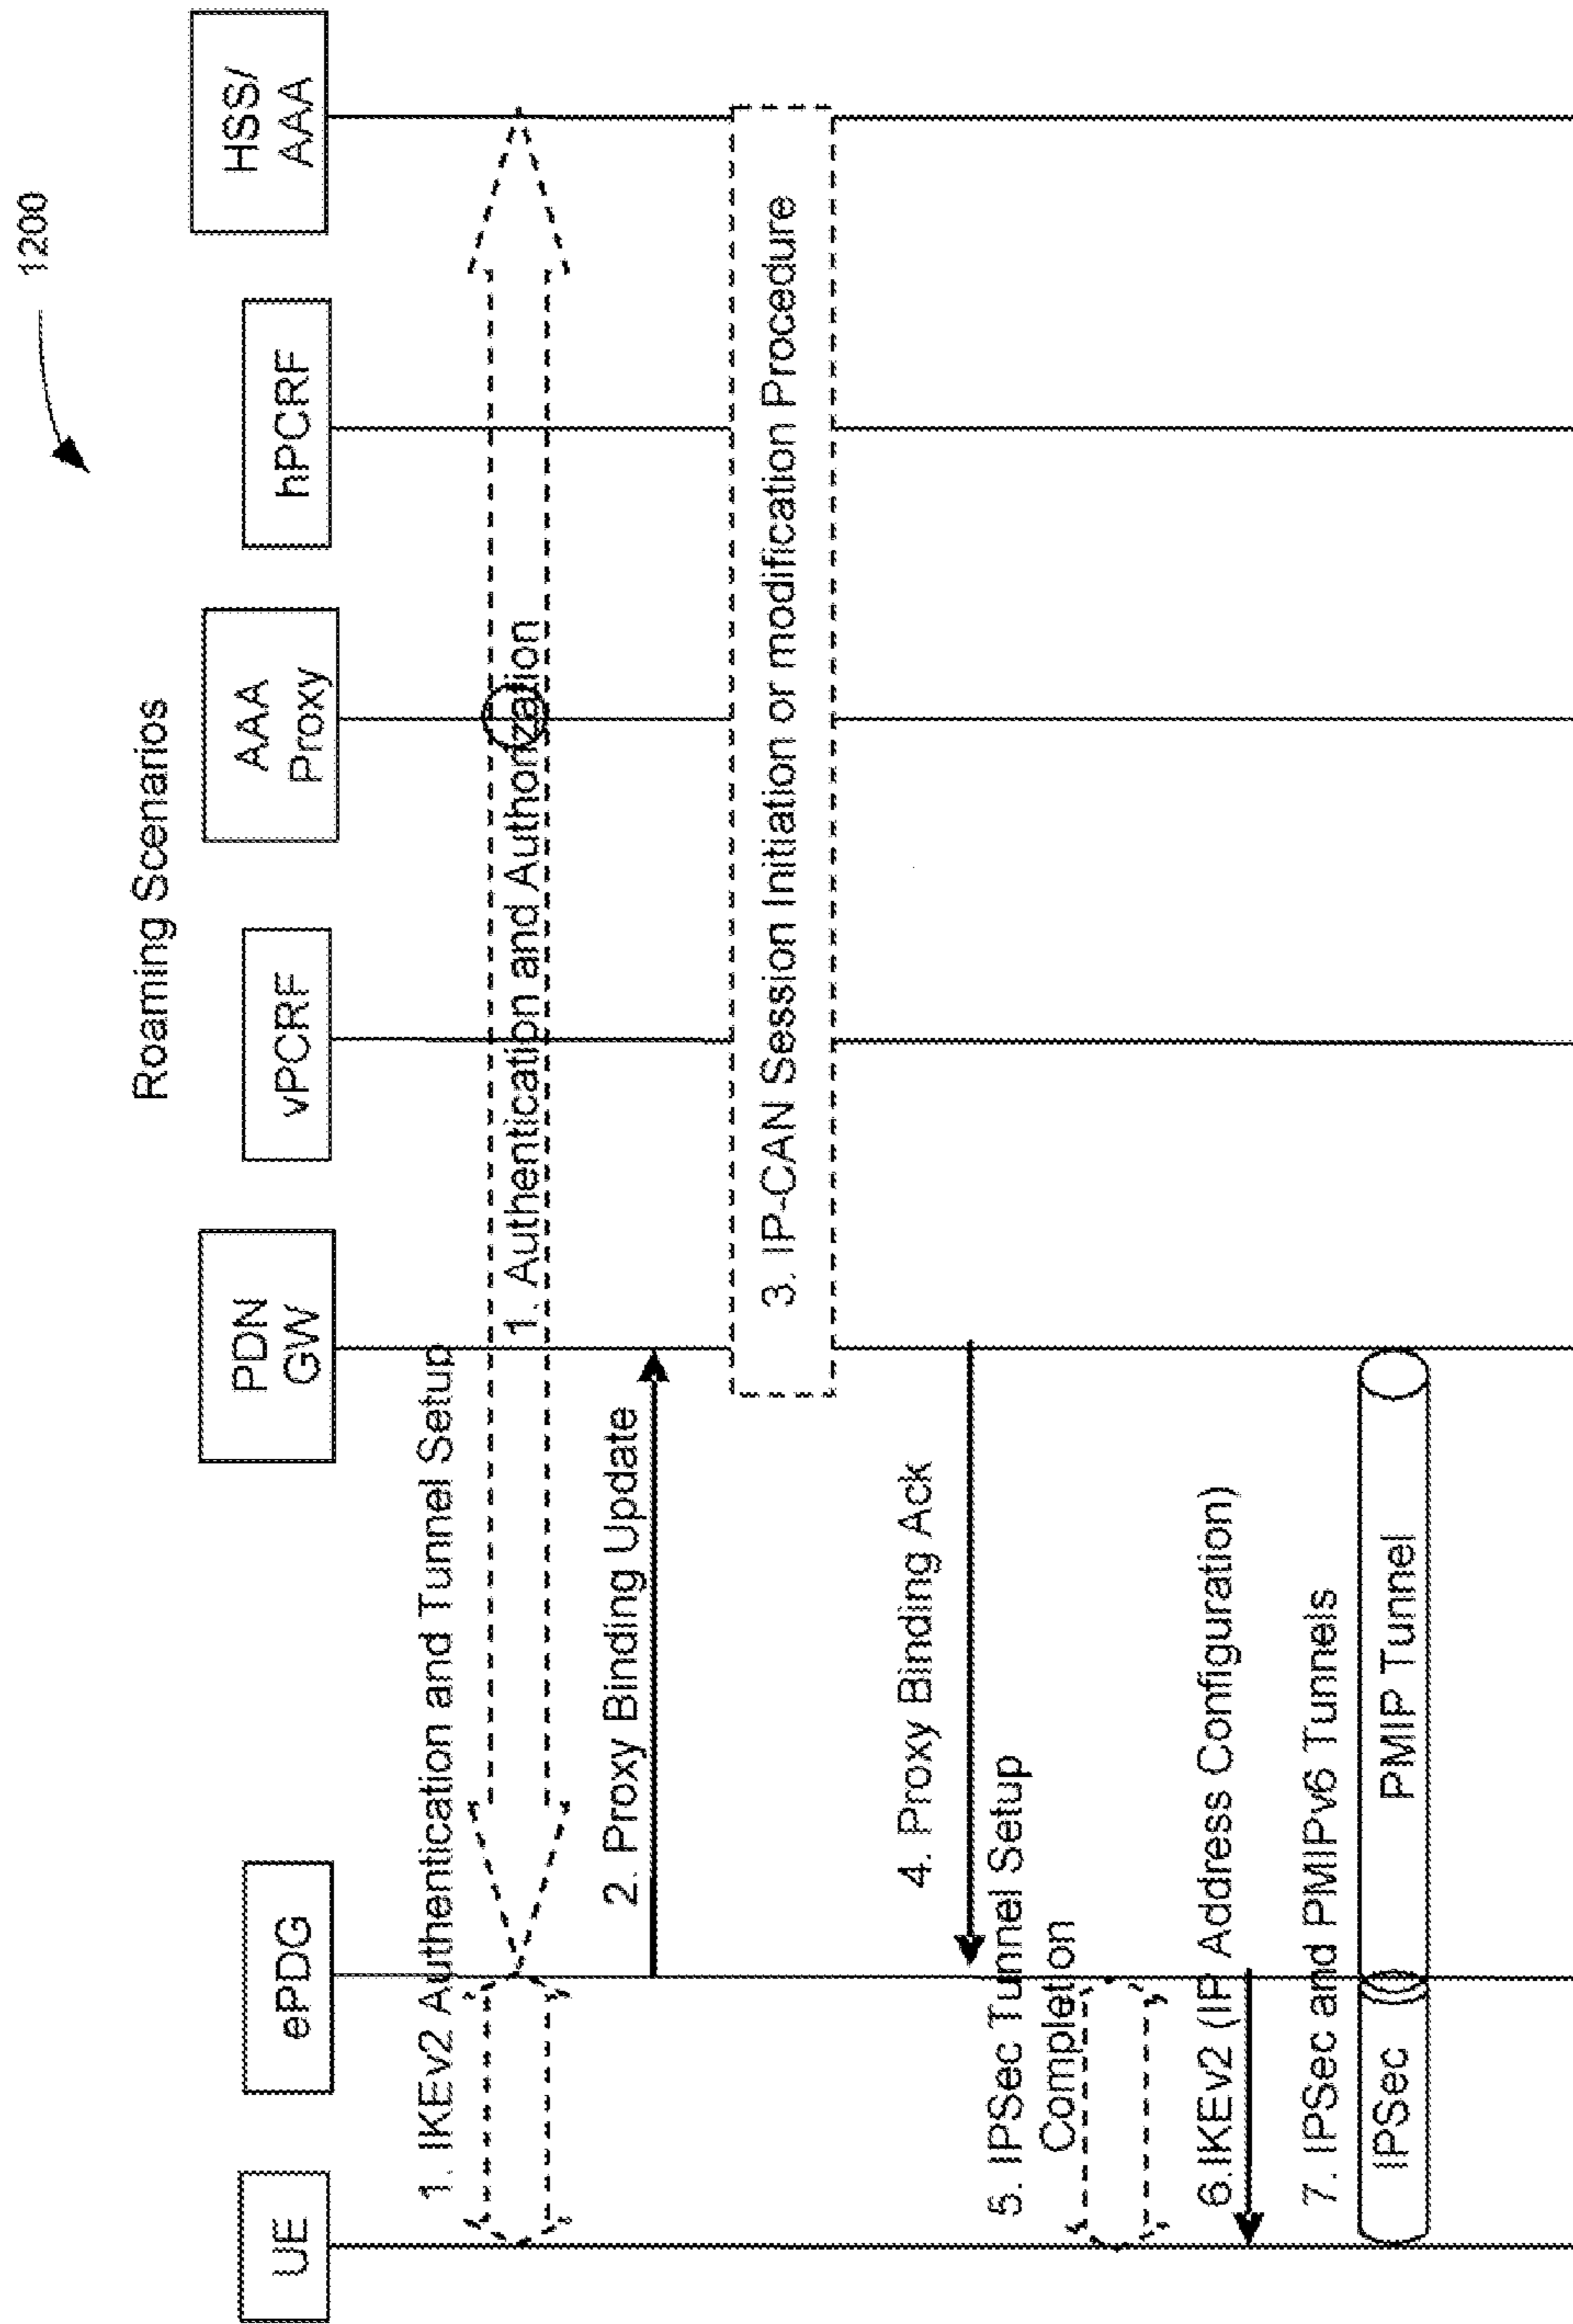 1200
Roaming Scenarios
UE
ePDG
PDN
GW
vPCRF
AAA
Proxy
hPCRF
HSS/
AAA
1. IKEv2 Authentication and Tunnel Setup
1. Authentication and Authorization
2. Proxy Binding Update
3. IP-CAN Session Initiation or modification Procedure
4. Proxy Binding Ack
5. IPSec Tunnel Setup
Completion
6.IKEv2 (IP Address Configuration)
7. IPSec and PMIPv6 Tunnels
IPSec
PMIP Tunnel